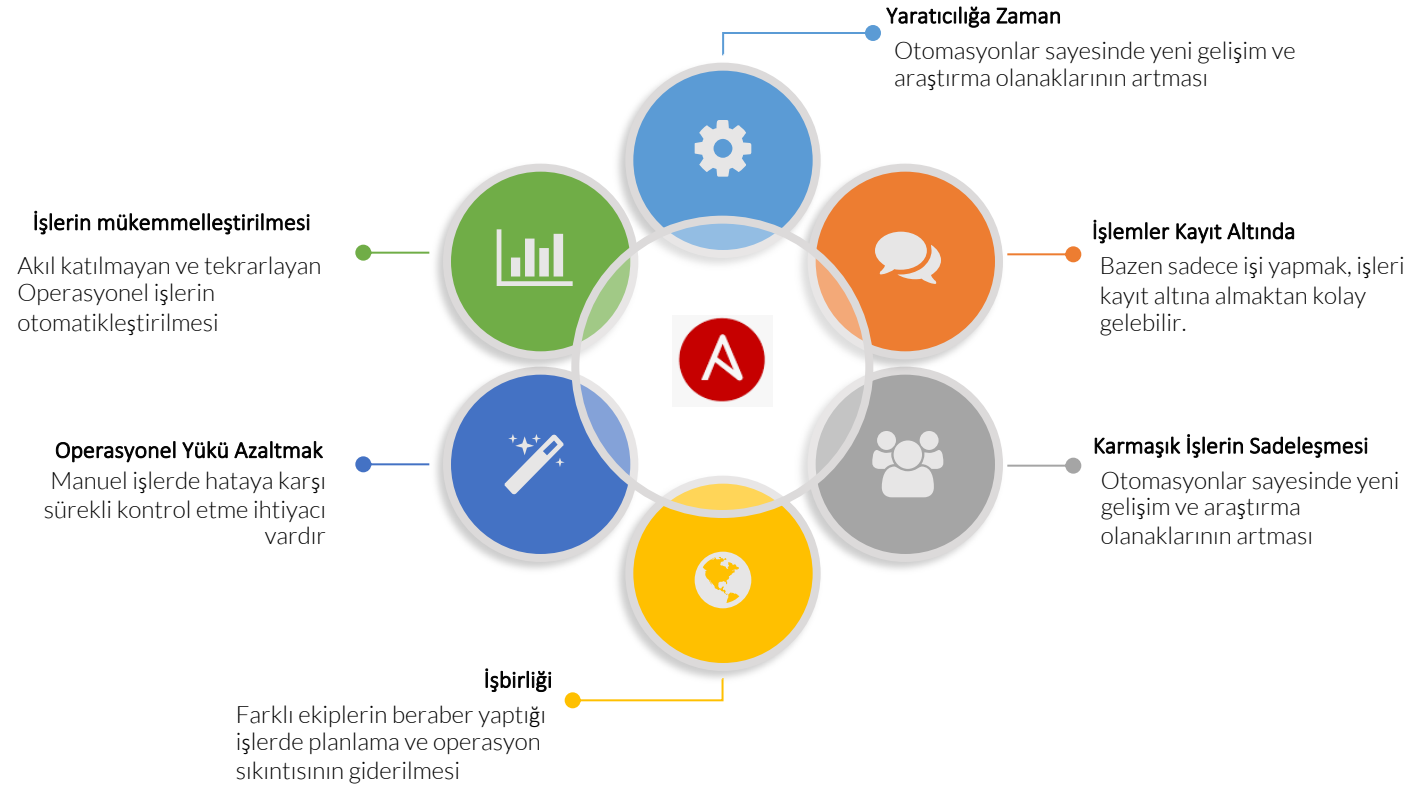 Yaratıcılığa Zaman
Otomasyonlar sayesinde yeni gelişim ve
araştırma olanaklarının artması
İşlerin mükemmelleştirilmesi
Akıl katılmayan ve tekrarlayan
Operasyonel işlerin
otomatikleştirilmesi
İşlemler Kayıt Altında
Bazen sadece işi yapmak, işleri
kayıt altına almaktan kolay
gelebilir.
Operasyonel Yükü Azaltmak
Manuel işlerde hataya karşı
sürekli kontrol etme ihtiyacı
vardır
Karmaşık İşlerin Sadeleşmesi
Otomasyonlar sayesinde yeni
gelişim ve araştırma
olanaklarının artması
İşbirliği
Farklı ekiplerin beraber yaptığı
işlerde planlama ve operasyon
sıkıntısının giderilmesi